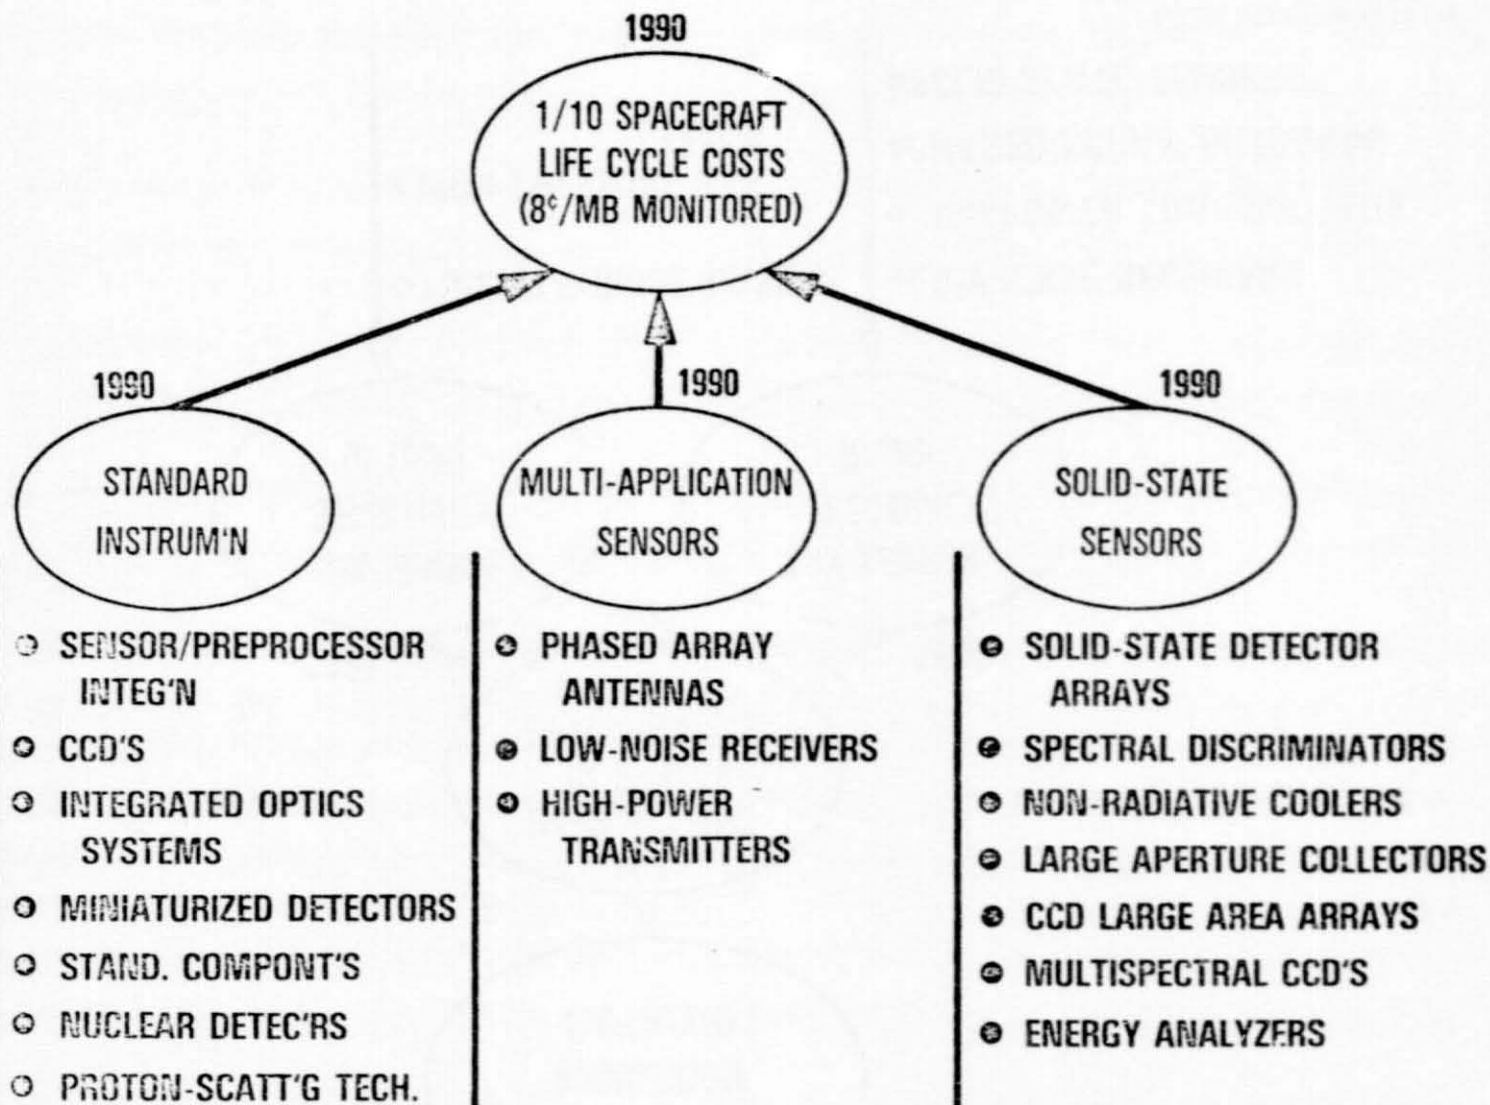 1990
1/10 SPACECRAFT
LIFE CYCLE COSTS
(8¢/MB MONITORED)
1990
STANDARD
INSTRUM'N
1990
MULTI-APPLICATION
SENSORS
1990
SOLID-STATE
SENSORS
SENSOR/PREPROCESSOR
INTEG'N
CCD'S
INTEGRATED OPTICS
SYSTEMS
MINIATURIZED DETECTORS
STAND. COMPONT'S
NUCLEAR DETEC'RS
PROTON-SCATT'G TECH.
PHASED ARRAY
ANTENNAS
LOW-NOISE RECEIVERS
HIGH-POWER
TRANSMITTERS
SOLID-STATE DETECTOR
ARRAYS
SPECTRAL DISCRIMINATORS
NON-RADIATIVE COOLERS
LARGE APERTURE COLLECTORS
CCD LARGE AREA ARRAYS
MULTISPECTRAL CCD'S
ENERGY ANALYZERS